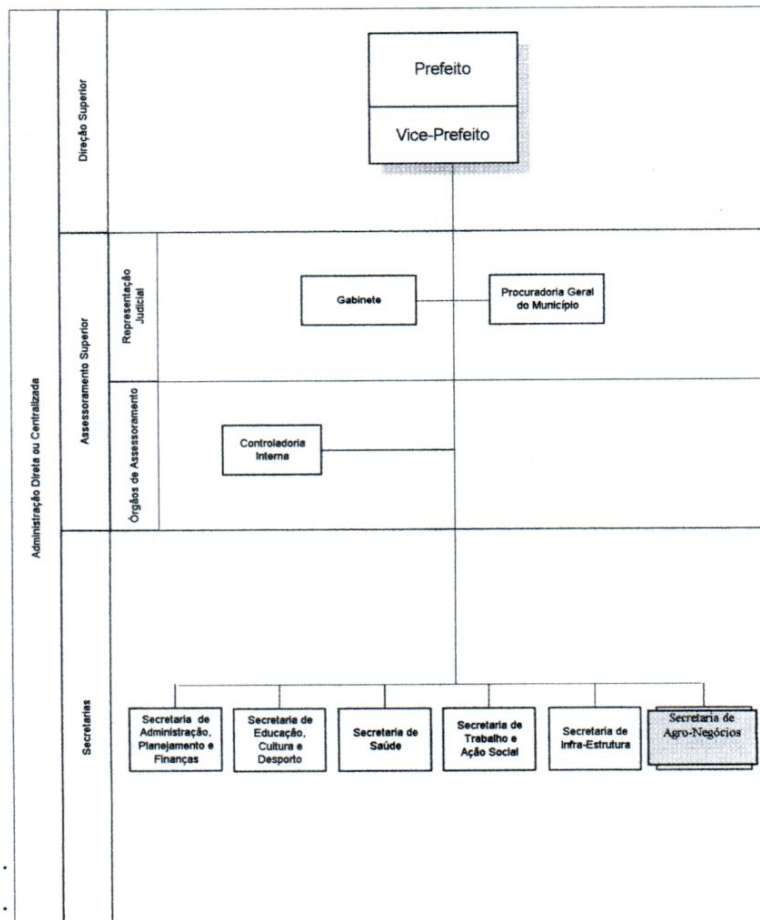 Administração Direta ou Centralizada
Direção Superior
Prefeito
Vice-Prefeito
Assessoramento Superior
Representação
Judicial
Gabinete
Procuradoria Geral
do Município
Órgãos de Assessoramento
Controladoria
Interna
Secretarias
Secretaria de
Administração,
Planejamento e
Finanças
Secretaria de
Educação,
Cultura e
Desporto
Secretaria de
Saúde
Secretaria de
Trabalho e
Ação Social
Secretaria de
Infra-Estrutura
Secretaria de
Agro-Negócios